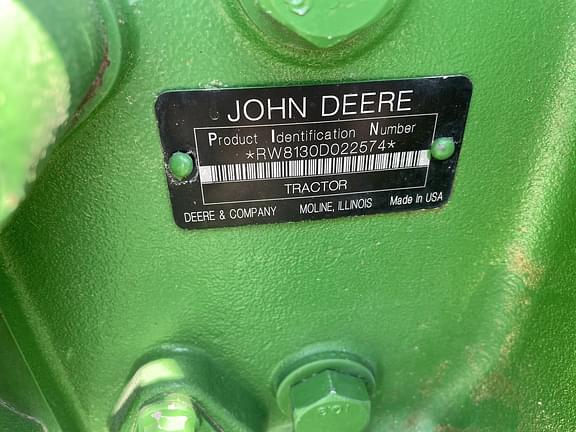 JOHN DEERE
Product Identification Number
*RW8130D022574*
TRACTOR
DEERE & COMPANY MOLINE, ILLINOIS Made in USA